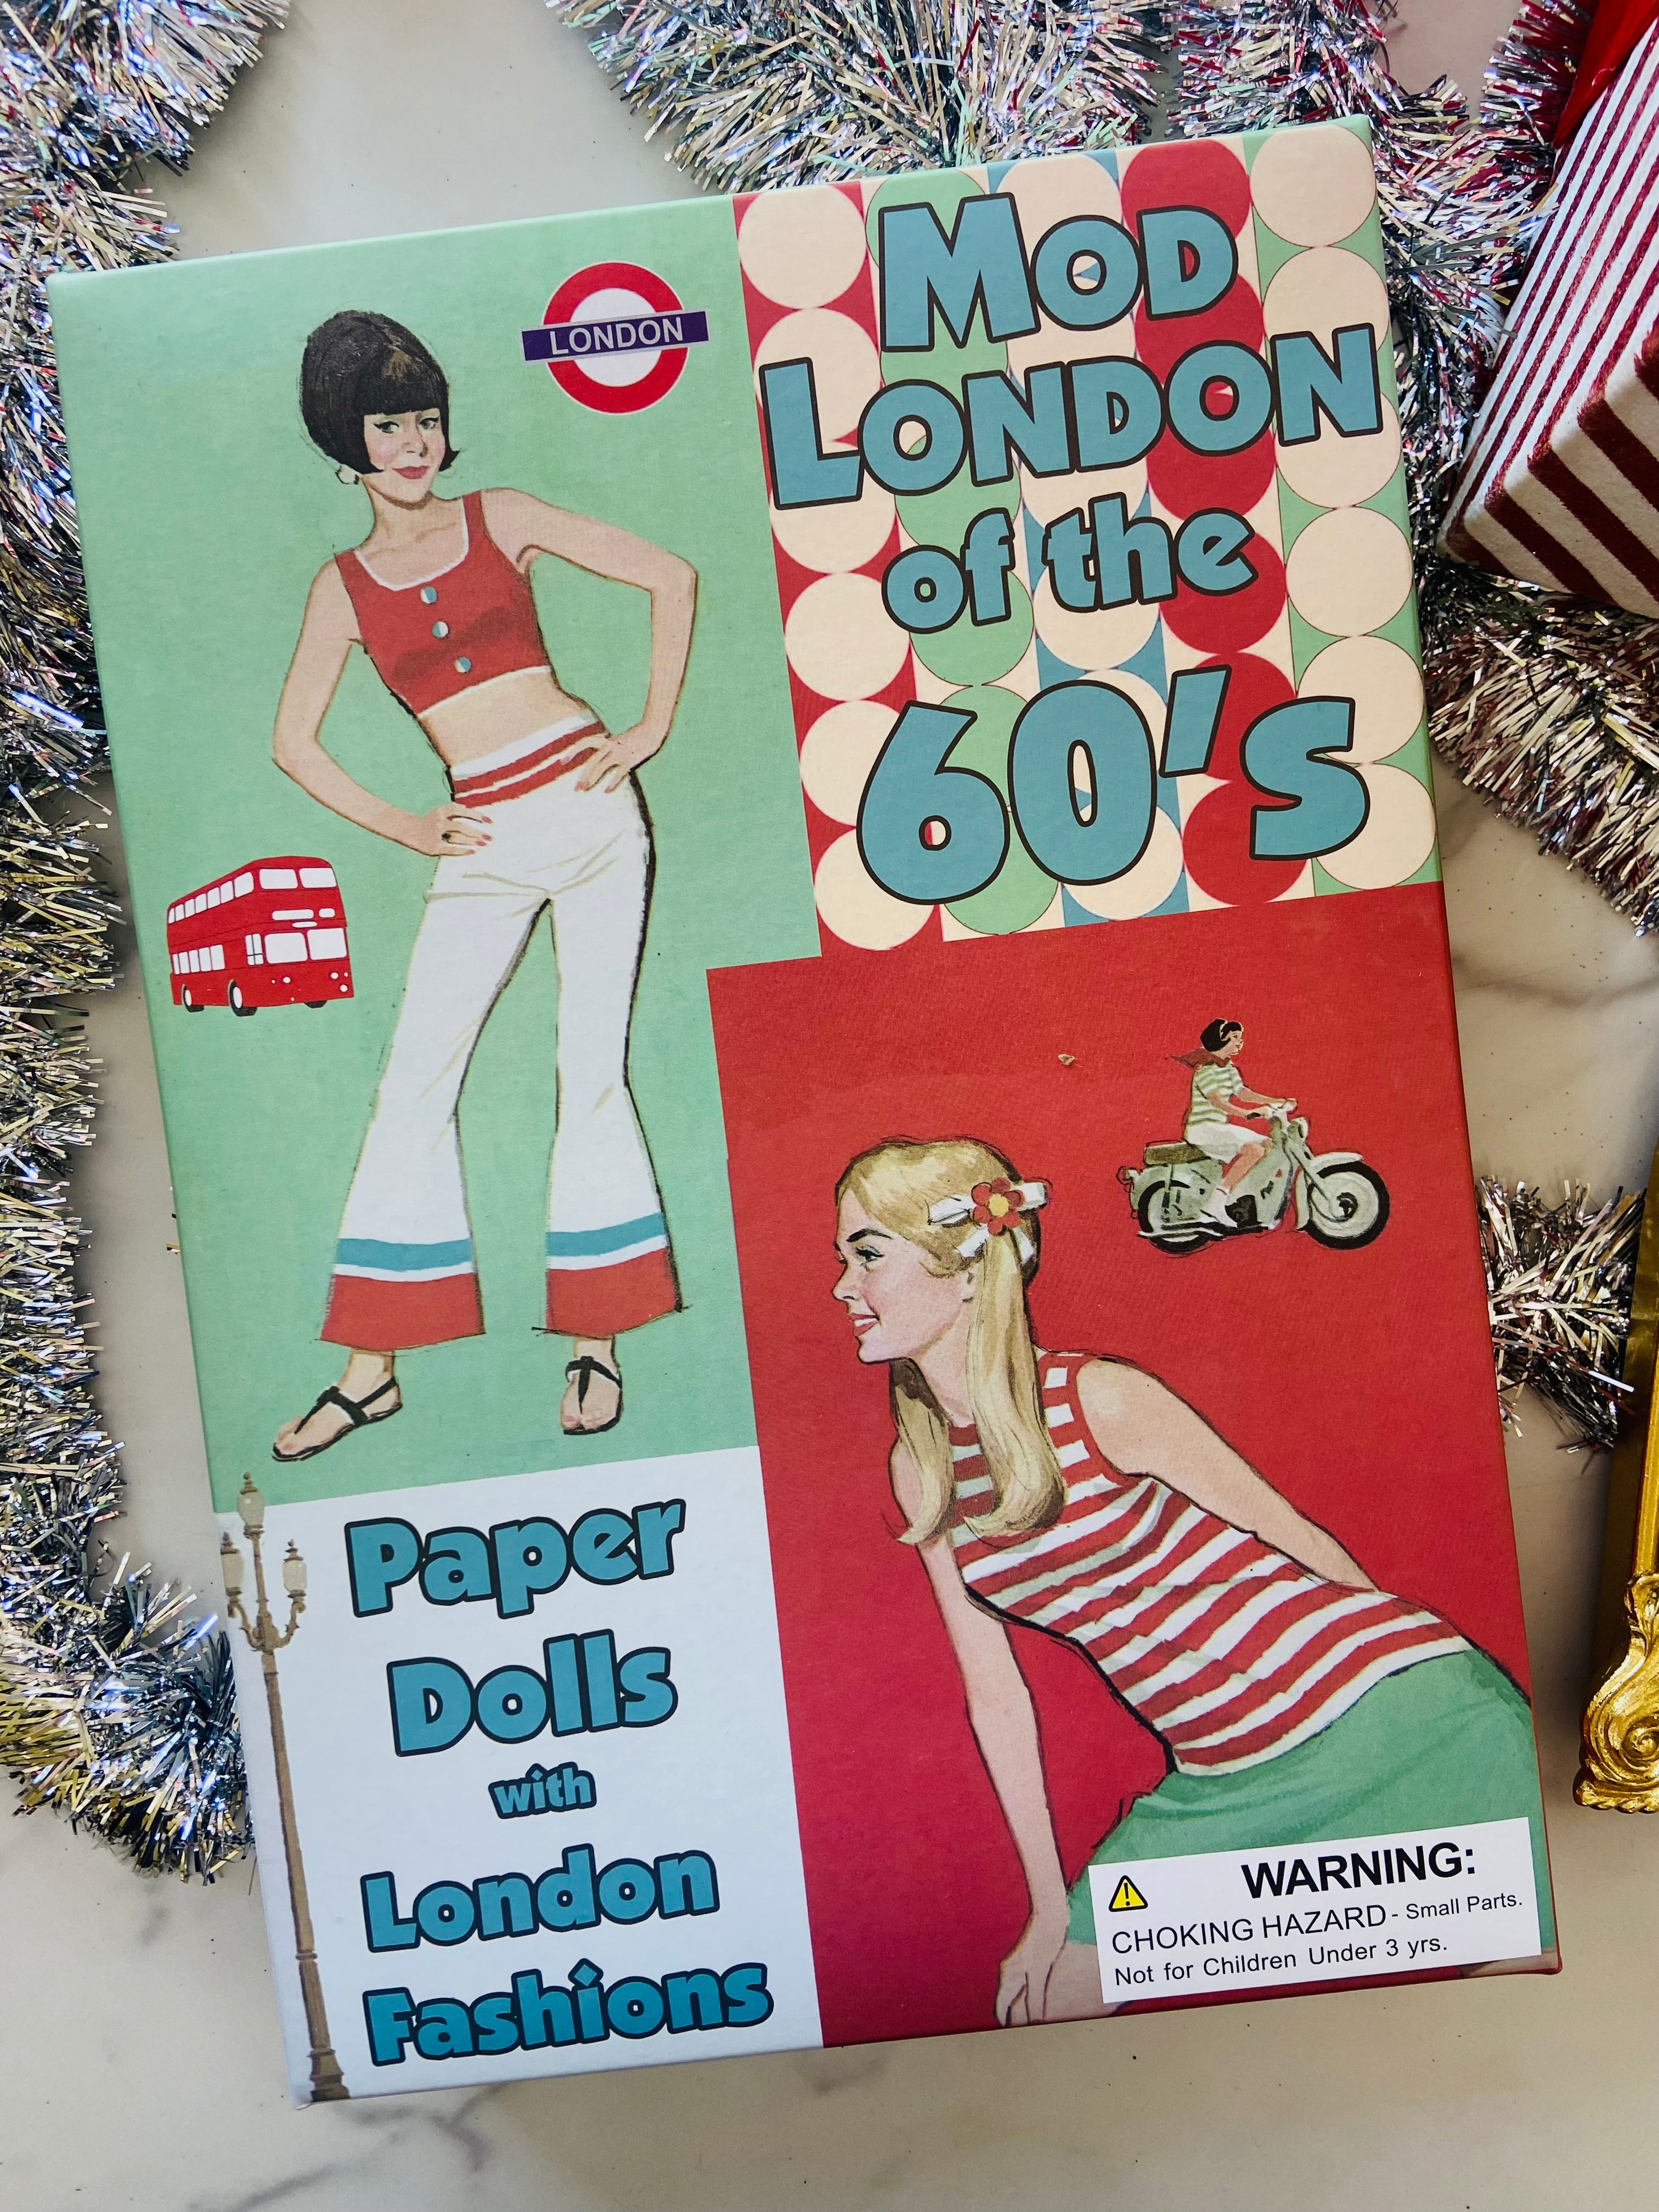 LONDON
MOD
LONDON
of the
60's
Paper
Dolls
with
London
Fashions
WARNING:
CHOKING HAZARD - Small Parts.
Not for Children Under 3 yrs.